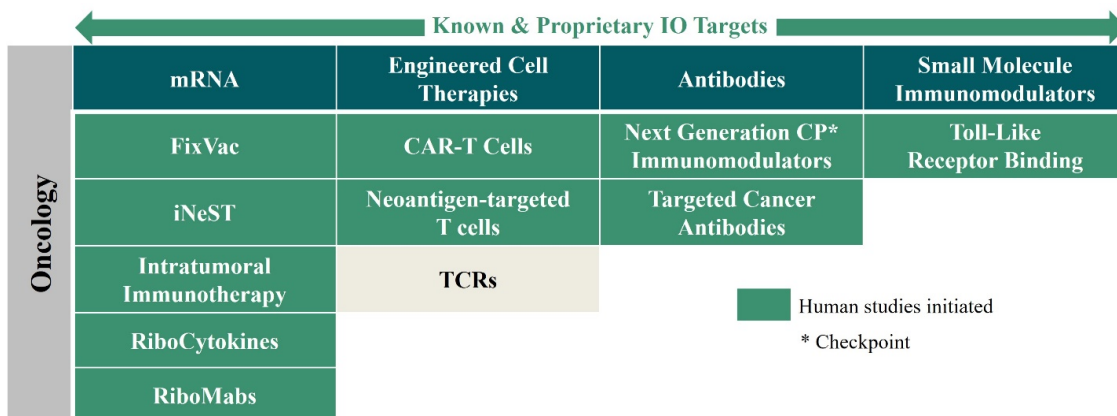 Known & Proprietary IO Targets
Oncology
mRNA
Engineered Cell
Therapies
Antibodies
Small Molecule
Immunomodulators
FixVac
CAR-T Cells
Next Generation CP*
Immunomodulators
Toll-Like
Receptor Binding
iNeST
Neoantigen-targeted
T cells
Targeted Cancer
Antibodies
Intratumoral
Immunotherapy
TCRs
RiboCytokines
RiboMabs
Human studies initiated
* Checkpoint